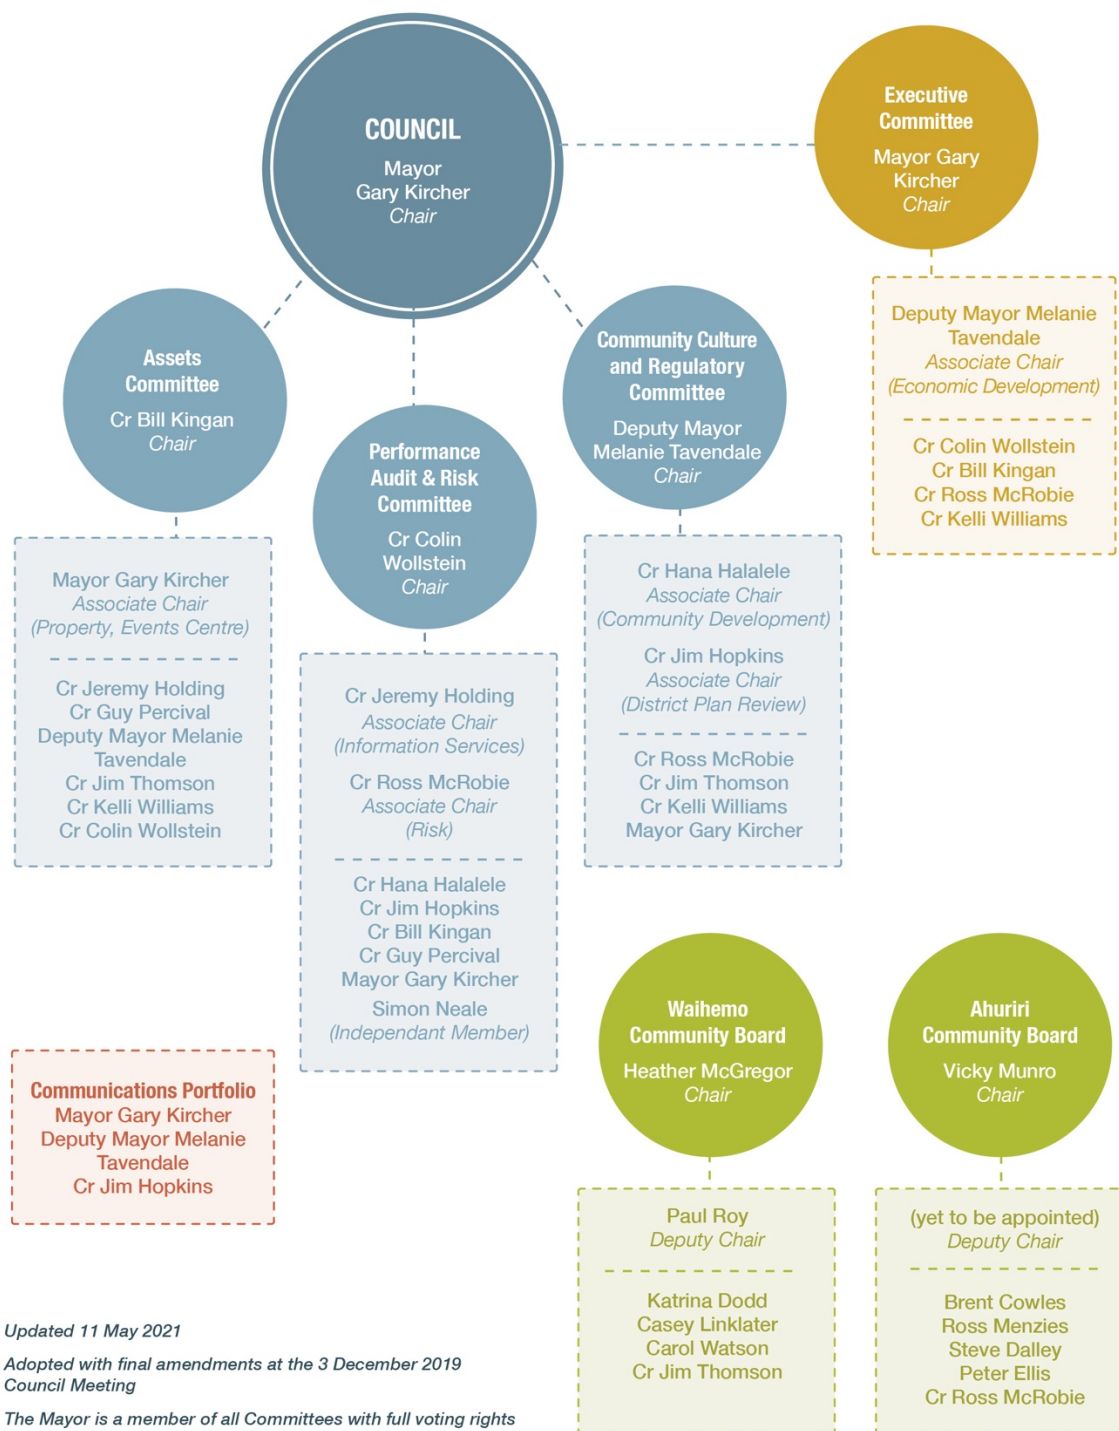 COUNCIL
Mayor
Gary Kircher
Chair
Executive
Committee
Mayor Gary
Kircher
Chair
Deputy Mayor Melanie
Tavendale
Associate Chair
(Economic Development)
Cr Colin Wollstein
Cr Bill Kingan
Cr Ross McRobie
Cr Kelli Williams
Assets
Committee
Cr Bill Kingan
Chair
Mayor Gary Kircher
Associate Chair
(Property, Events Centre)
Cr Jeremy Holding
Cr Guy Percival
Deputy Mayor Melanie
Tavendale
Cr Jim Thomson
Cr Kelli Williams
Cr Colin Wollstein
Performance
Audit & Risk
Committee
Cr Colin
Wollstein
Chair
Cr Jeremy Holding
Associate Chair
(Information Services)
Cr Ross McRobie
Associate Chair
(Risk)
Cr Hana Halalele
Cr Jim Hopkins
Cr Bill Kingan
Cr Guy Percival
Mayor Gary Kircher
Simon Neale
(Independant Member)
Community Culture
and Regulatory
Committee
Deputy Mayor
Melanie Tavendale
Chair
Cr Hana Halalele
Associate Chair
(Community Development)
Cr Jim Hopkins
Associate Chair
(District Plan Review)
Cr Ross McRobie
Cr Jim Thomson
Cr Kelli Williams
Mayor Gary Kircher
Communications Portfolio
Mayor Gary Kircher
Deputy Mayor Melanie
Tavendale
Cr Jim Hopkins
Waihemo
Community Board
Heather McGregor
Chair
Paul Roy
Deputy Chair
Katrina Dodd
Casey Linklater
Carol Watson
Cr Jim Thomson
Ahuriri
Community Board
Vicky Munro
Chair
(yet to be appointed)
Deputy Chair
Brent Cowles
Ross Menzies
Steve Dalley
Peter Ellis
Cr Ross McRobie
Updated 11 May 2021
Adopted with final amendments at the 3 December 2019
Council Meeting
The Mayor is a member of all Committees with full voting rights